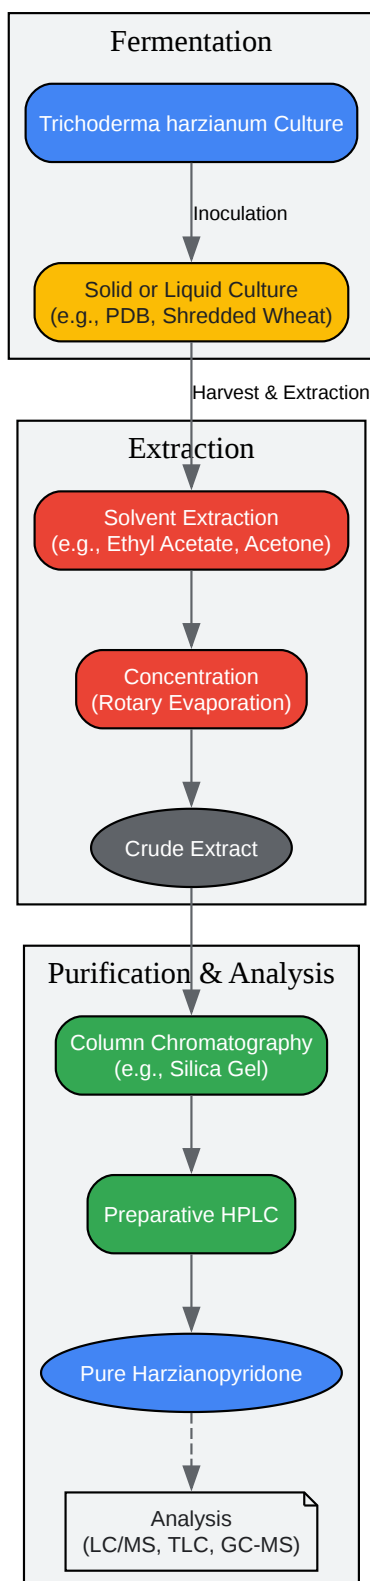 Fermentation
Trichoderma harzianum Culture
Inoculation
Solid or Liquid Culture
(e.g., PDB, Shredded Wheat)
Harvest & Extraction
Extraction
Solvent Extraction
(e.g., Ethyl Acetate, Acetone)
Concentration
(Rotary Evaporation)
Crude Extract
Purification & Analysis
Column Chromatography
(e.g., Silica Gel)
Preparative HPLC
Pure Harzianopyridone
Analysis
(LC/MS, TLC, GC-MS)